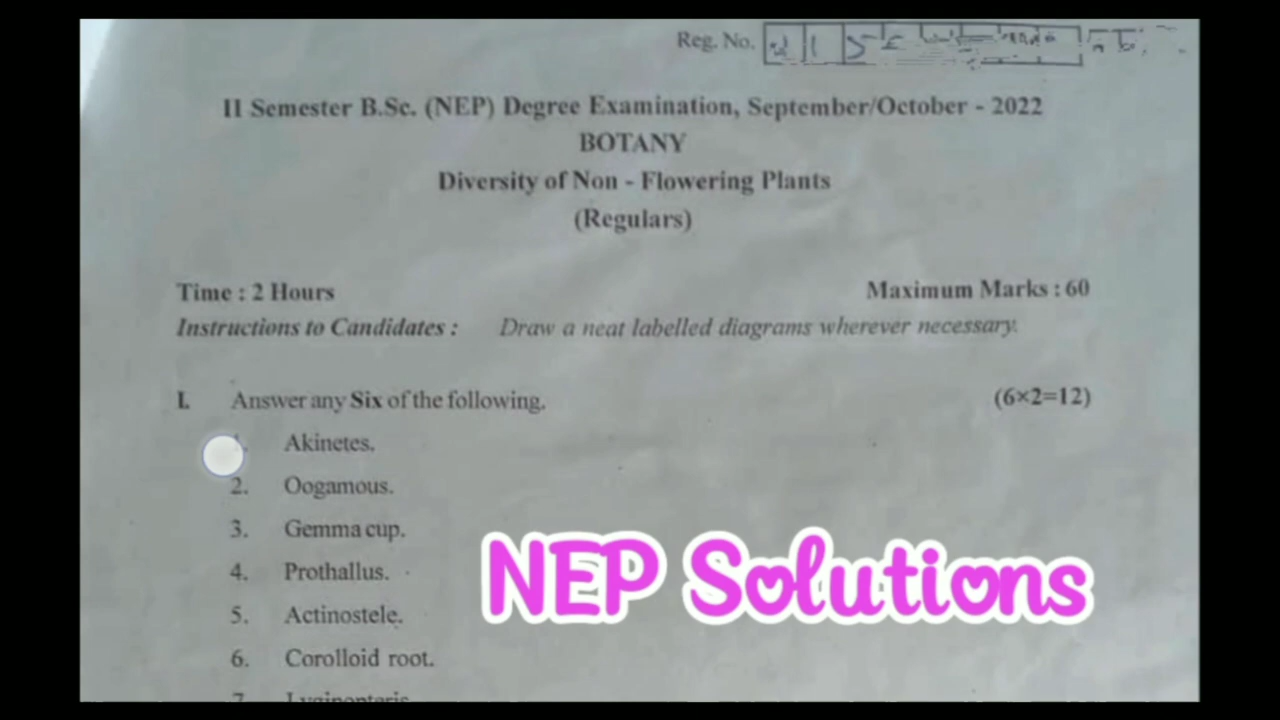 Reg. No.
II Semester B.Sc. (NEP) Degree Examination, September/October - 2022
BOTANY
Diversity of Non - Flowering Plants
(Regulars)
Time : 2 Hours Maximum Marks : 60
Instructions to Candidates : Draw a neat labelled diagrams wherever necessary.
I. Answer any Six of the following. (6×2=12)
1. Akinetes.
2. Oogamous.
3. Gemma cup.
4. Prothallus.
5. Actinostele.
6. Corolloid root.
7. Lyginopteris
NEP Solutions